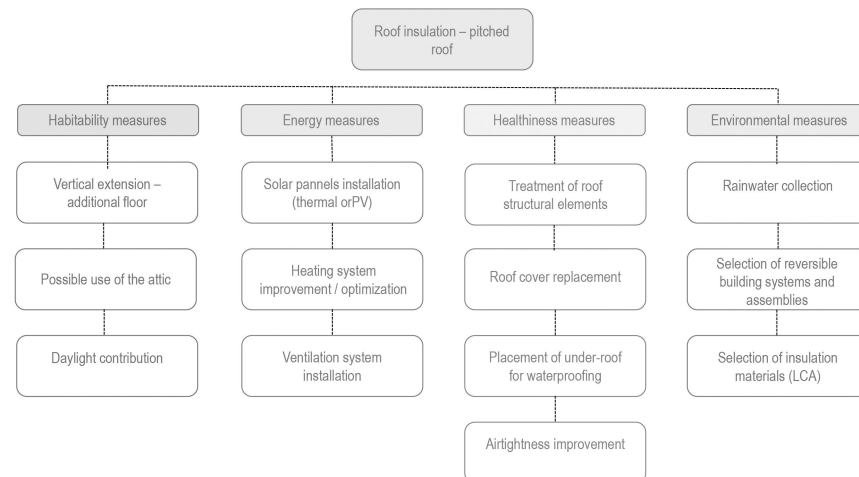 Roof insulation – pitched
roof
Habitability measures
Energy measures
Healthiness measures
Environmental measures
Vertical extension –
additional floor
Solar pannels installation
(thermal orPV)
Treatment of roof
structural elements
Rainwater collection
Possible use of the attic
Heating system
improvement / optimization
Roof cover replacement
Selection of reversible
building systems and
assemblies
Daylight contribution
Ventilation system
installation
Placement of under-roof
for waterproofing
Selection of insulation
materials (LCA)
Airtightness improvement